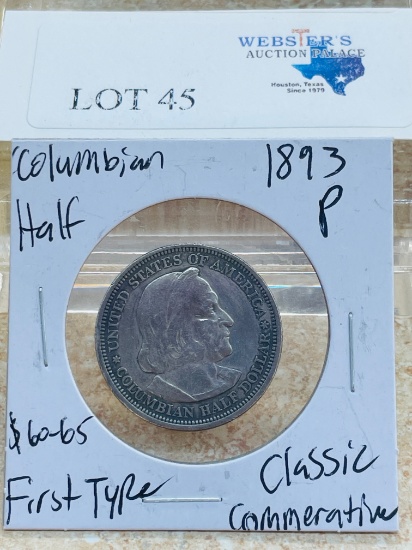 WEBSTER'S
AUCTION PALACE
Houston, Texas
Since 1979
LOT 45
Columbian
Half
1893
P
UNITED STATES OF AMERICA
COLUMBIAN HALF DOLLAR
$60-65
First Type
Classic
Commerative